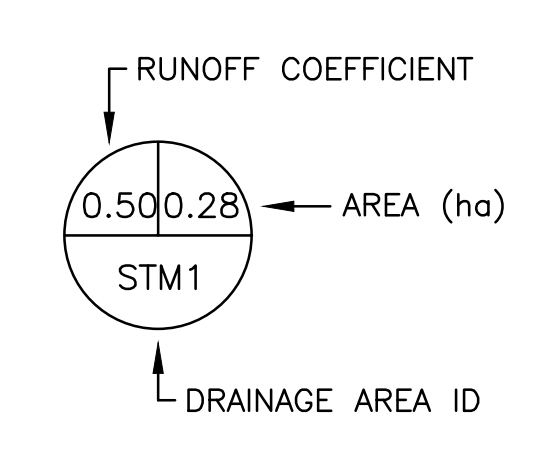 RUNOFF COEFFICIENT
0.50 0.28
AREA (ha)
STM1
DRAINAGE AREA ID